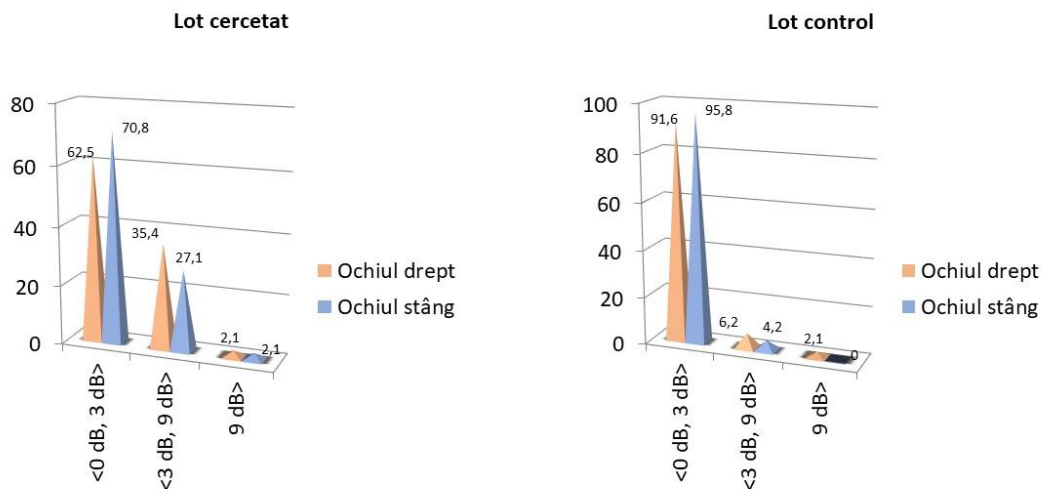 Lot cercetat
80
60
40
20
0
62,5
70,8
35,4
27,1
2,1
2,1
<0 dB, 3 dB>
<3 dB, 9 dB>
9 dB>
Ochiul drept
Ochiul stâng
Lot control
100
80
60
40
20
0
91,6
95,8
6,2
4,2
2,1
0
<0 dB, 3 dB>
<3 dB, 9 dB>
9 dB>
Ochiul drept
Ochiul stâng